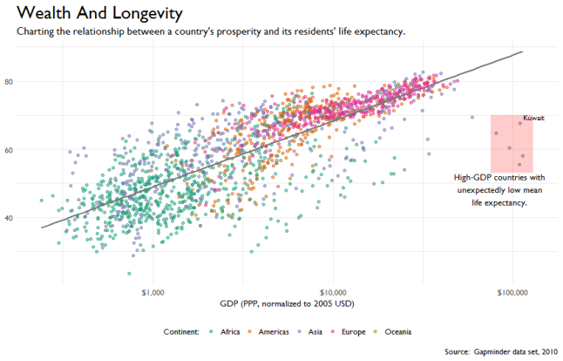 Wealth And Longevity
Charting the relationship between a country's prosperity and its residents' life expectancy.
80
Kuwait
60
High-GDP countries with
unexpectedly low mean
life expectancy.
40
$1,000
$10,000
$100,000
GDP (PPP, normalized to 2005 USD)
Continent: Africa Americas Asia Europe Oceania
Source: Gapminder data set, 2010